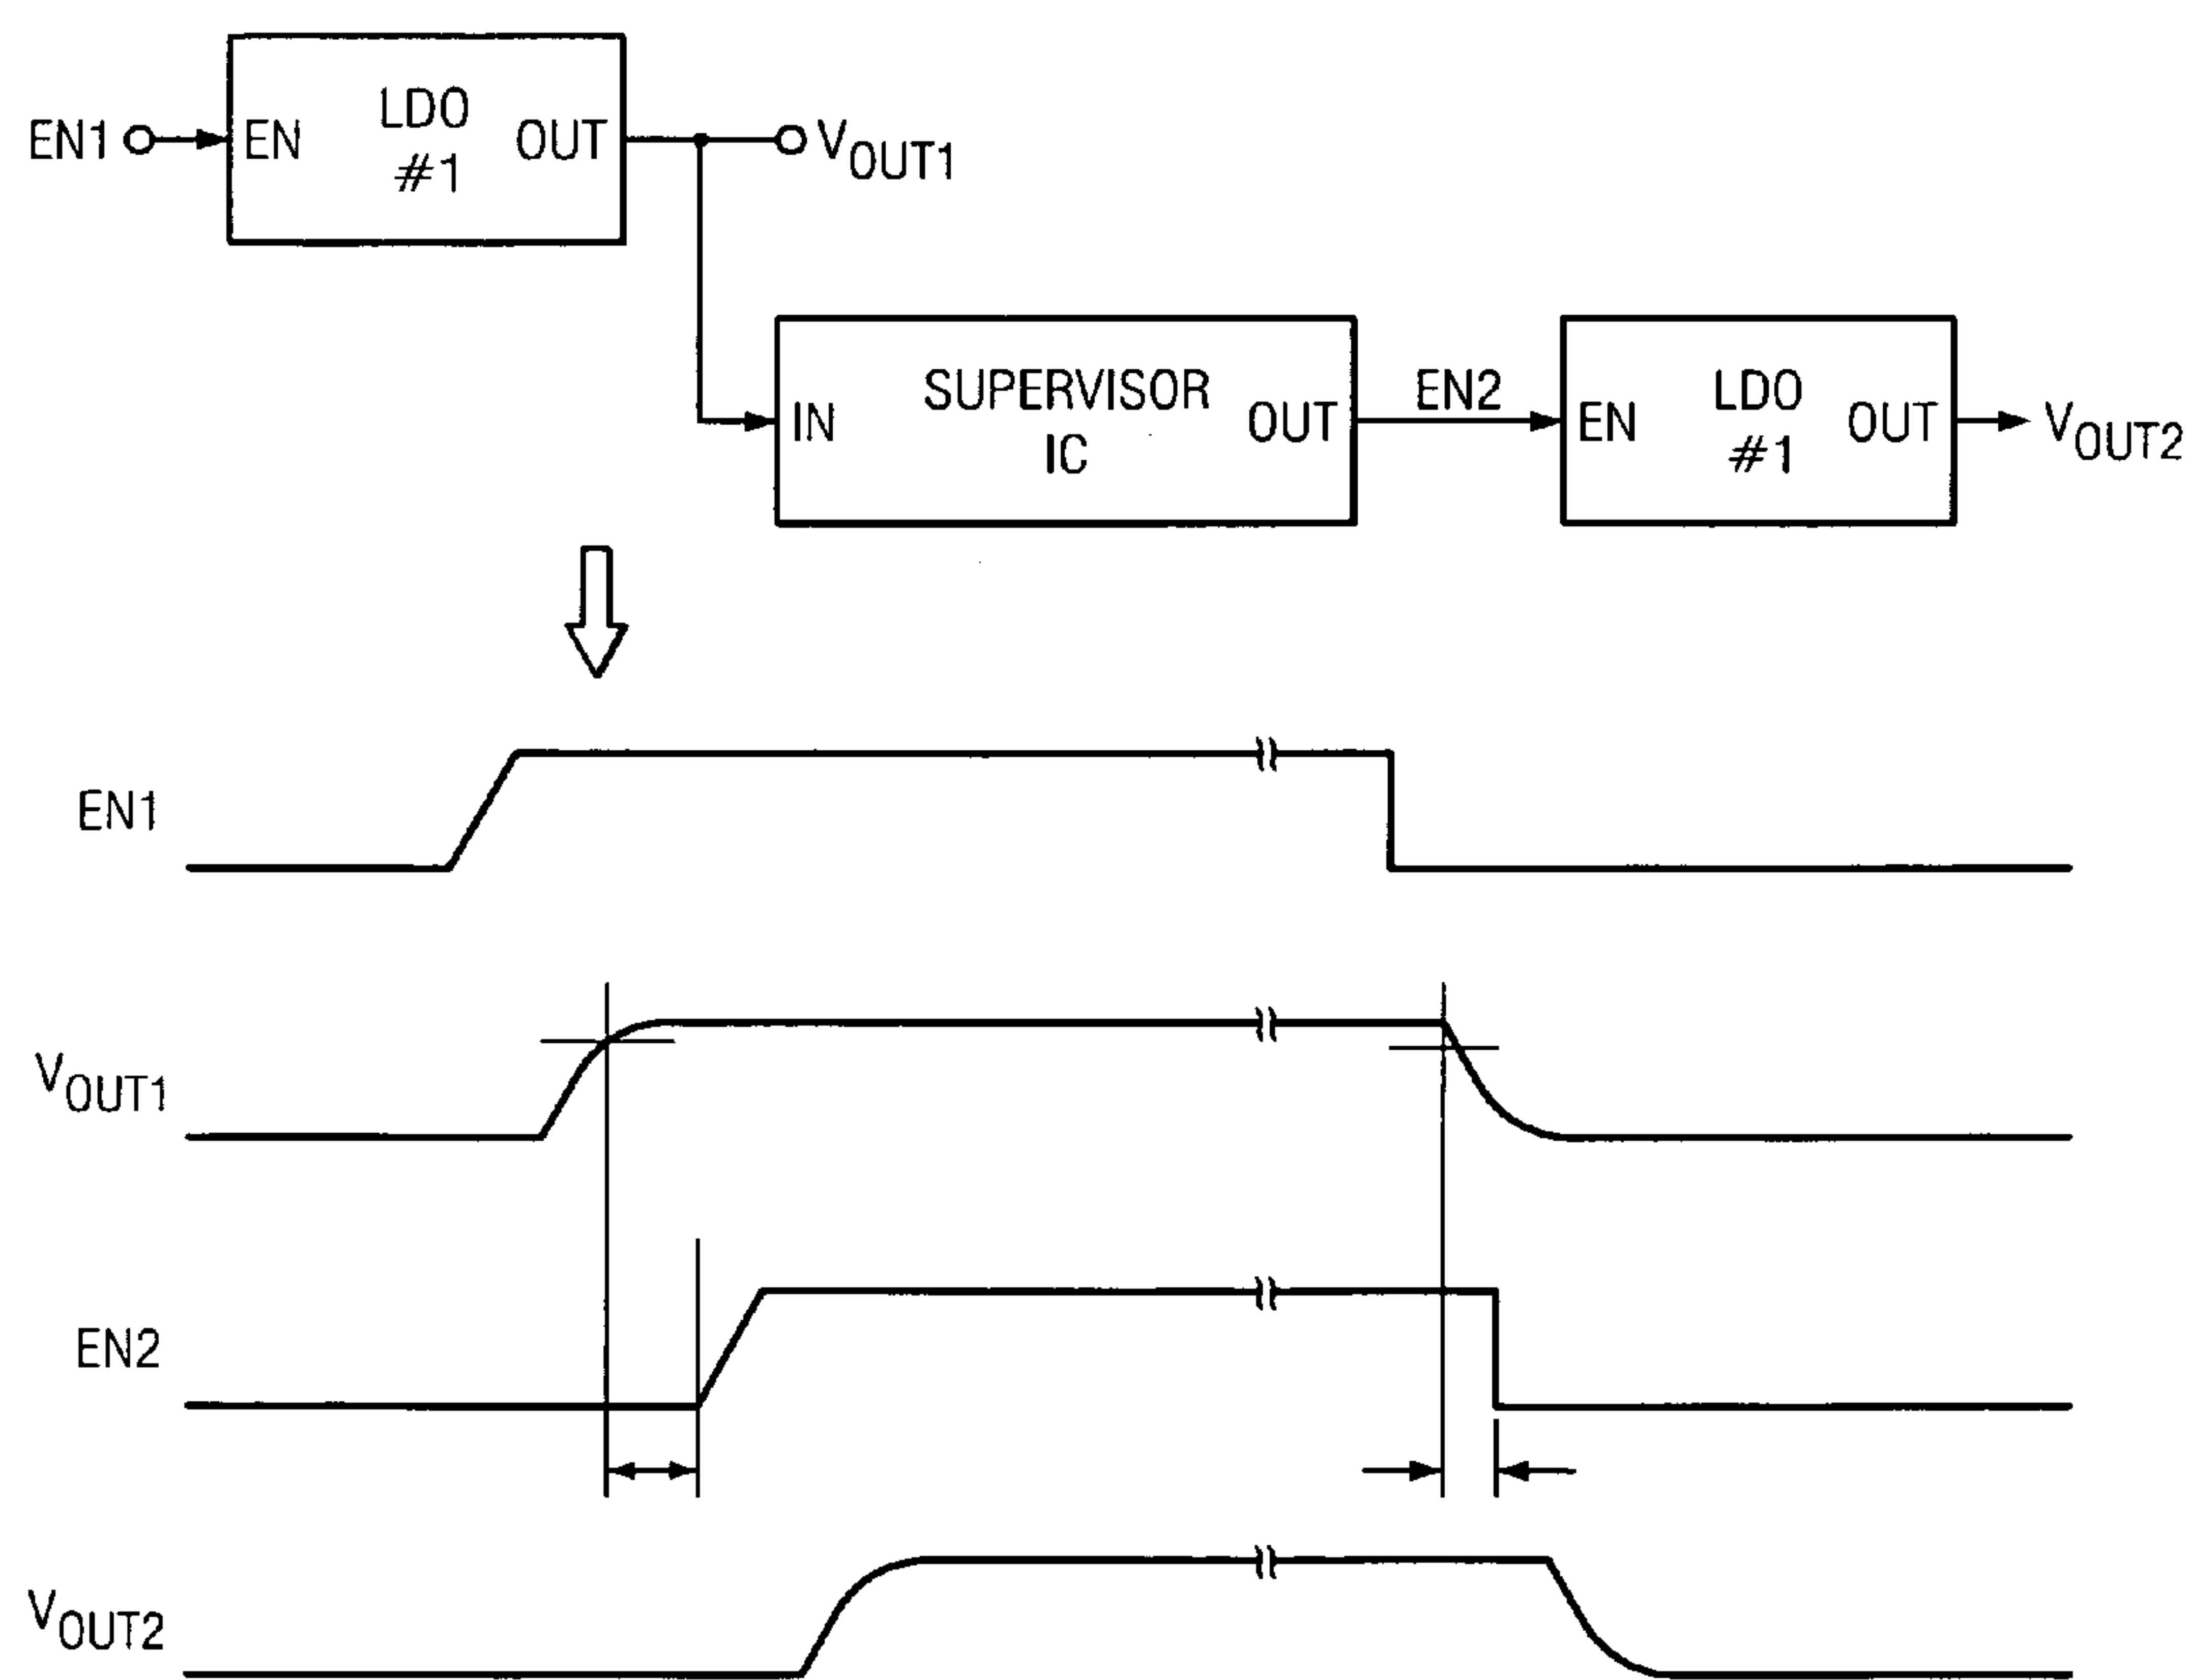 EN1
EN
LDO
#1
OUT
VOUT1
IN
SUPERVISOR
IC
OUT
EN2
EN
LDO
#1
OUT
VOUT2
EN1
VOUT1
EN2
VOUT2